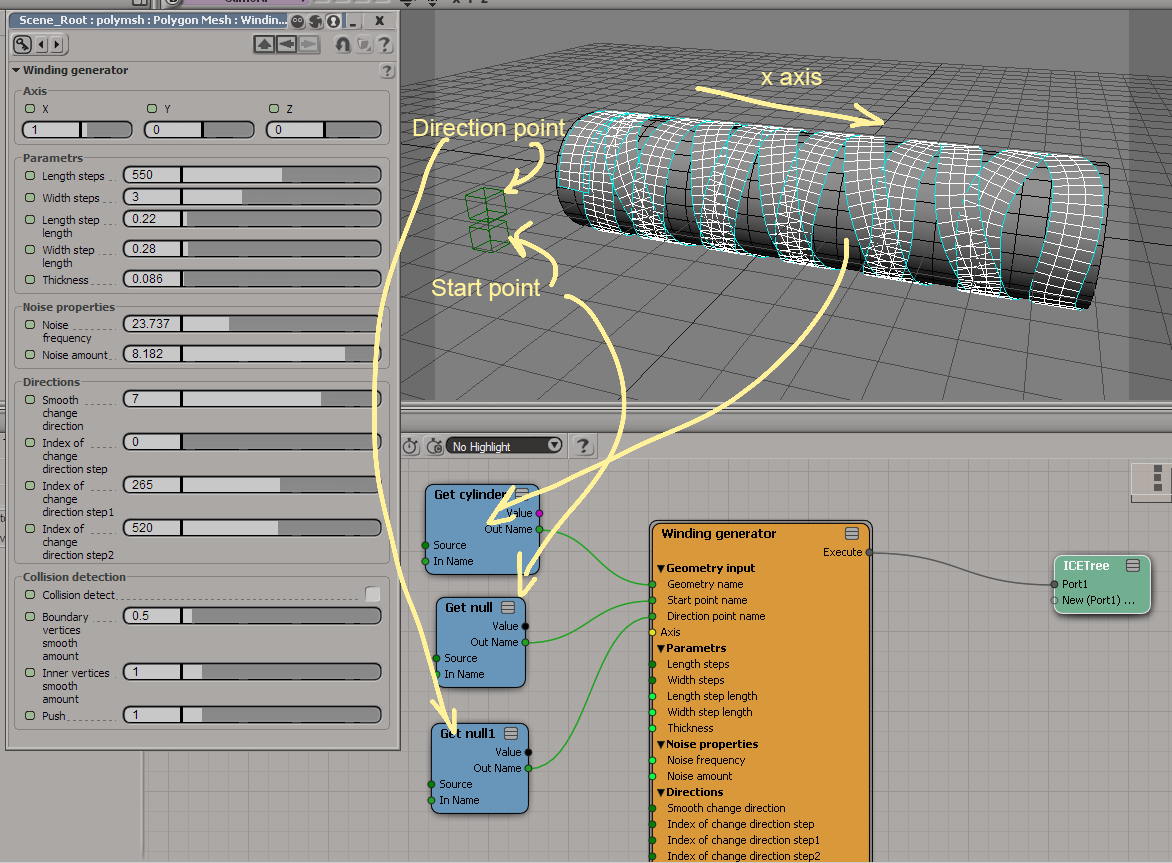 Scene_Root : polymsh : Polygon Mesh : Windin...
Winding generator
?
Axis
X Y Z
1 0 0
Parametrs
Length steps 550
Width steps 3
Length step length 0.22
Width step length 0.28
Thickness 0.086
Noise properties
Noise frequency 23.737
Noise amount 8.182
Directions
Smooth change direction 7
Index of change direction step 0
Index of change direction step1 265
Index of change direction step2 520
Collision detection
Collision detect
Boundary vertices smooth amount 0.5
Inner vertices smooth amount 1
Push 1
x axis
Direction point
Start point
No Highlight
?
Get cylinder
Value
Out Name
Source
In Name
Get null
Value
Out Name
Source
In Name
Get null1
Value
Out Name
Source
In Name
Winding generator
Execute
Geometry input
Geometry name
Start point name
Direction point name
Axis
Parametrs
Length steps
Width steps
Length step length
Width step length
Thickness
Noise properties
Noise frequency
Noise amount
Directions
Smooth change direction
Index of change direction step
Index of change direction step1
Index of change direction step2
ICETree
Port1
New (Port1) ...